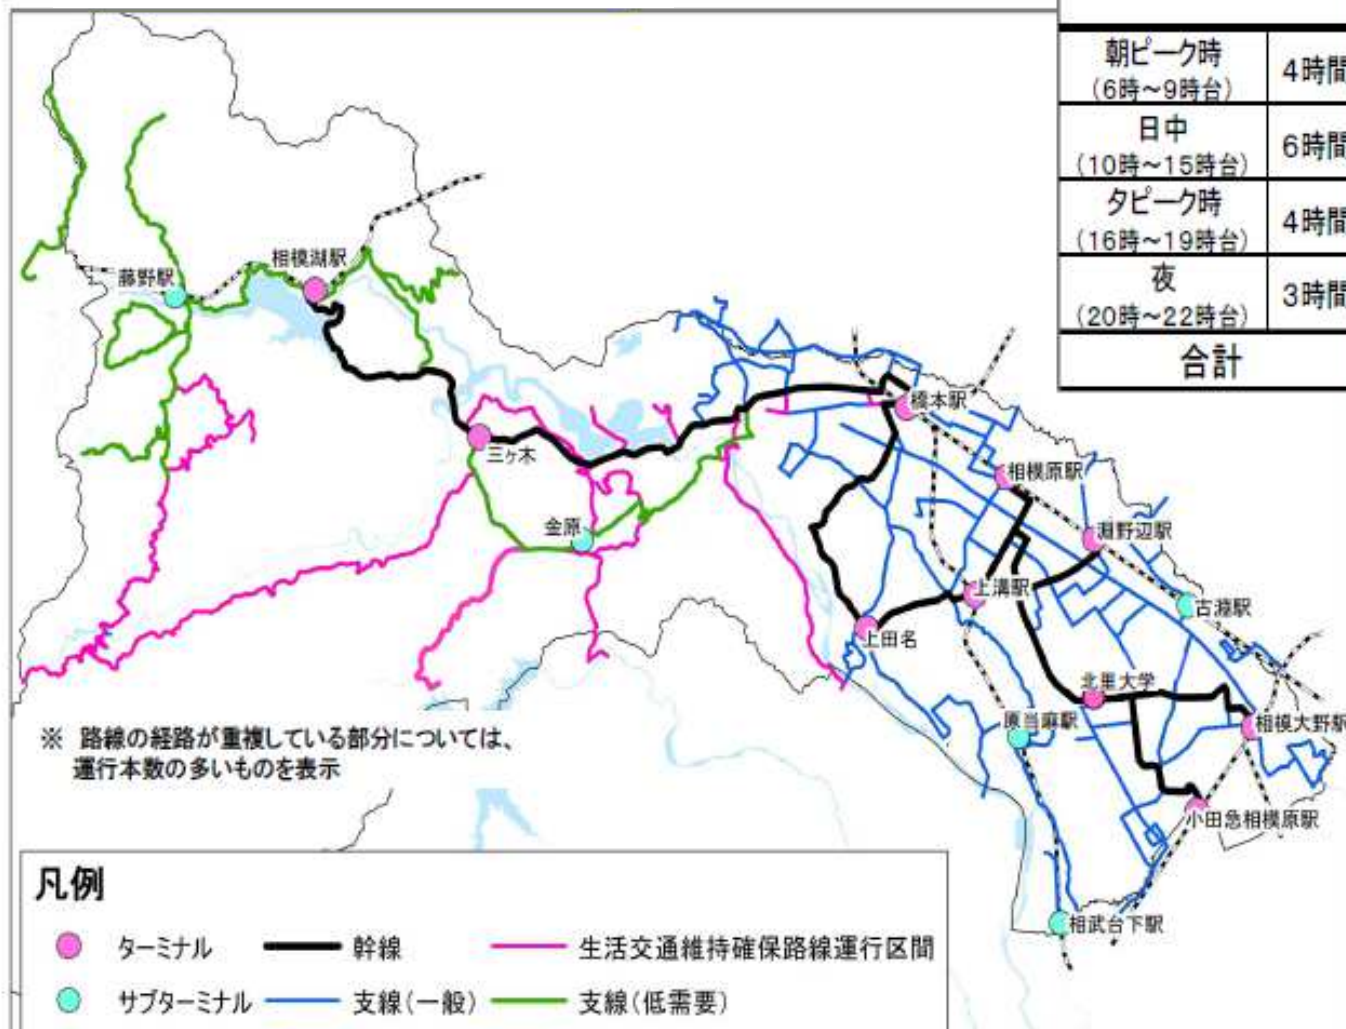 朝ピーク時
(6時～9時台)
4時間
日中
(10時～15時台)
6時間
夕ピーク時
(16時～19時台)
4時間
夜
(20時～22時台)
3時間
合計
相模湖駅
藤野駅
橋本駅
三ヶ木
相模原駅
金原
淵野辺駅
上溝駅
古淵駅
上田名
北里大学
原当麻駅
相模大野駅
小田急相模原駅
相武台下駅
※ 路線の経路が重複している部分については、
運行本数の多いものを表示
凡例
ターミナル 幹線 生活交通維持確保路線運行区間
サブターミナル 支線(一般) 支線(低需要)